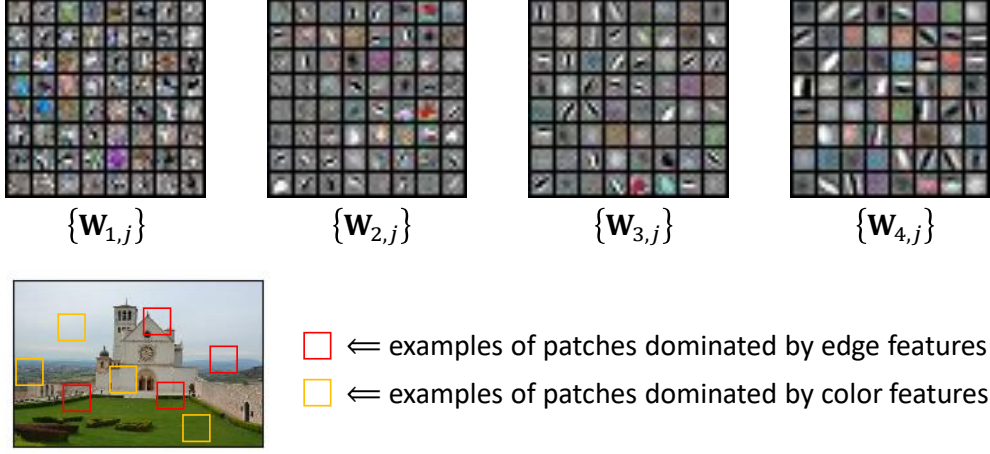 {W₁,ⱼ}
{W₂,ⱼ}
{W₃,ⱼ}
{W₄,ⱼ}
⟸ examples of patches dominated by edge features
⟸ examples of patches dominated by color features